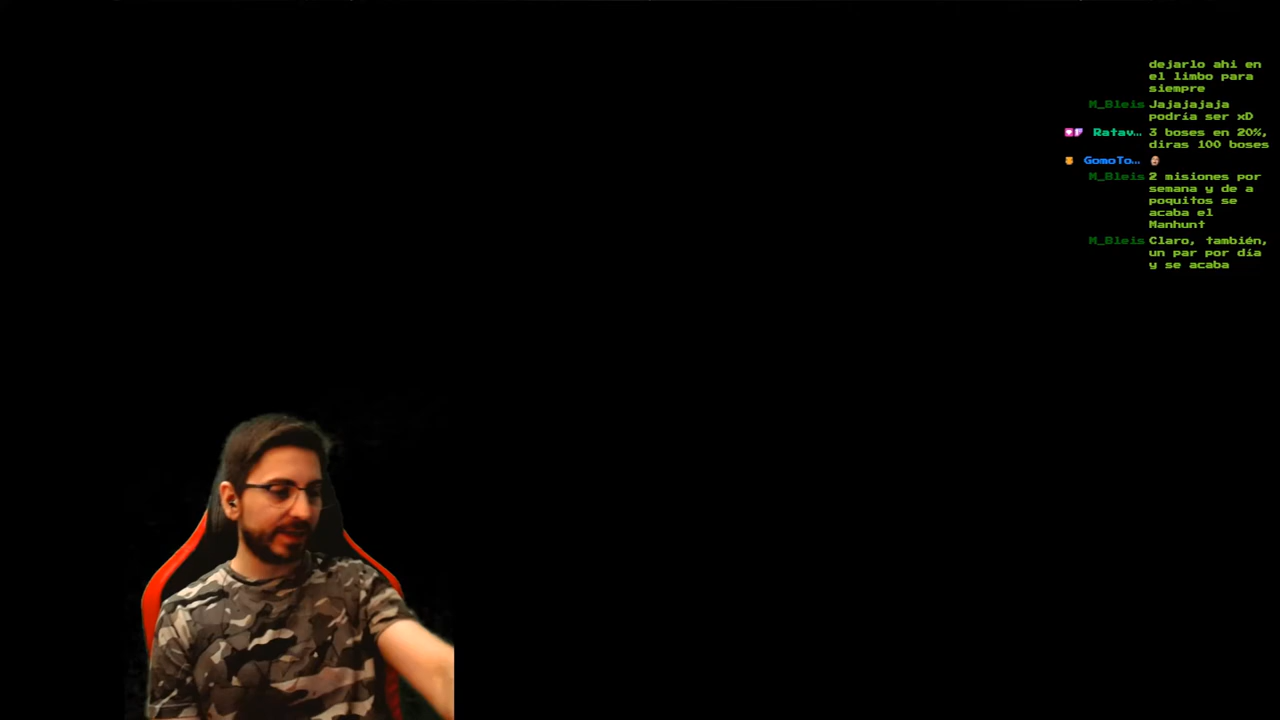 dejarlo ahi en
el limbo para
siempre
M_Bleis Jajajajaja
podría ser xD
Ratav… 3 boses en 20%,
diras 100 boses
GomoTo…
M_Bleis 2 misiones por
semana y de a
poquitos se
acaba el
Manhunt
M_Bleis Claro, también,
un par por día
y se acaba